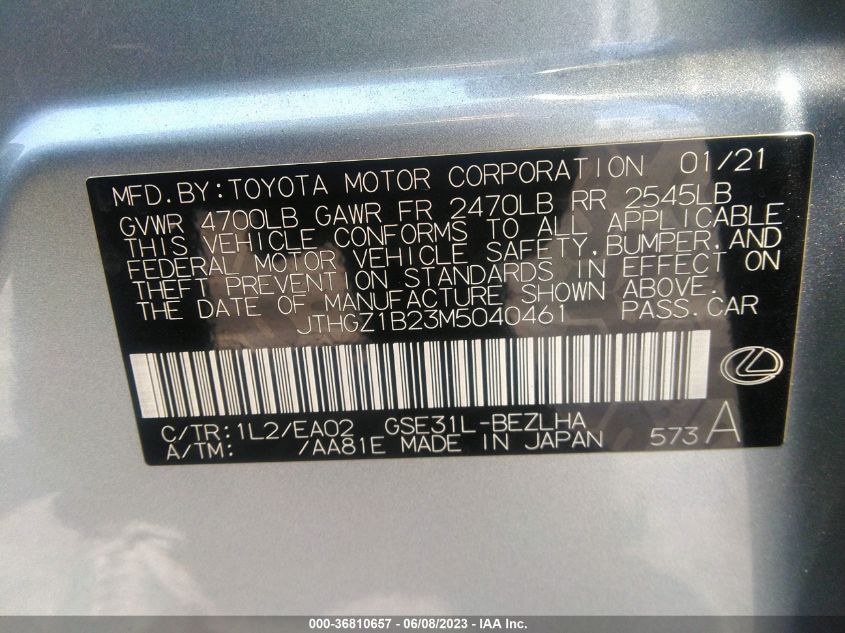 MFD.BY:TOYOTA MOTOR CORPORATION 01/21
GVWR 4700LB GAWR FR 2470LB RR 2545LB
THIS VEHICLE CONFORMS TO ALL APPLICABLE
FEDERAL MOTOR VEHICLE SAFETY,BUMPER,AND
THEFT PREVENTION STANDARDS IN EFFECT ON
THE DATE OF MANUFACTURE SHOWN ABOVE.
JTHGZ1B23M5040461 PASS.CAR
C/TR:1L2/EA02 GSE31L-BEZLHA
A/TM: /AA81E MADE IN JAPAN 573 A
000-36810657 - 06/08/2023 - IAA Inc.